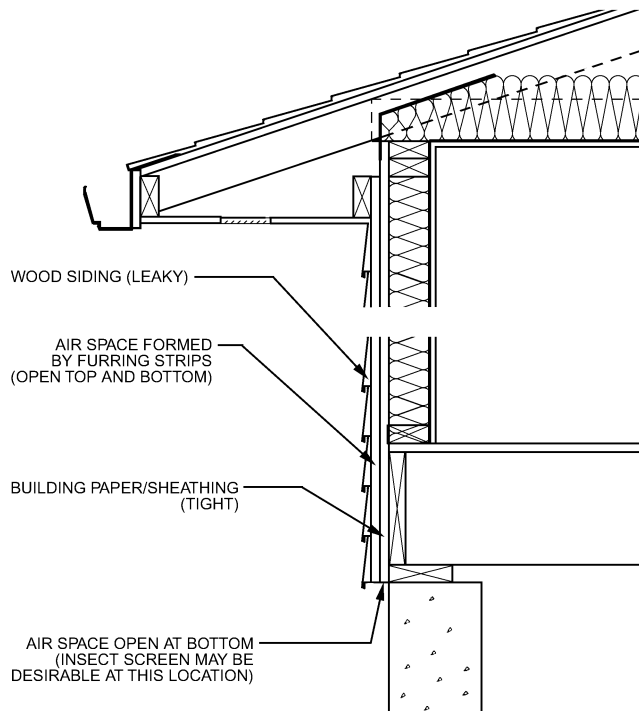 WOOD SIDING (LEAKY)
AIR SPACE FORMED
BY FURRING STRIPS
(OPEN TOP AND BOTTOM)
BUILDING PAPER/SHEATHING
(TIGHT)
AIR SPACE OPEN AT BOTTOM
(INSECT SCREEN MAY BE
DESIRABLE AT THIS LOCATION)